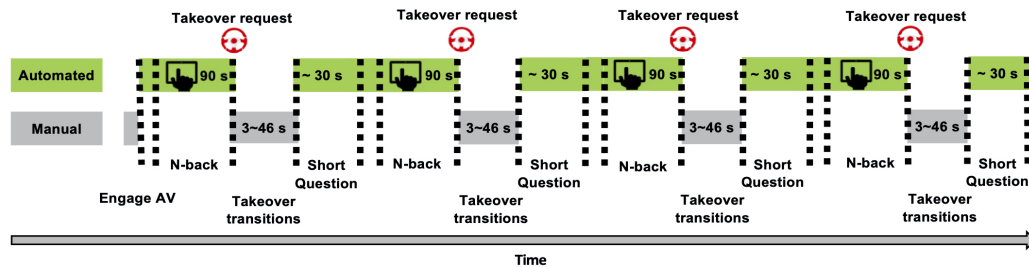 Takeover request Takeover request Takeover request Takeover request
Automated 90 s ~ 30 s 90 s ~ 30 s 90 s ~ 30 s 90 s ~ 30 s
Manual 3~46 s 3~46 s 3~46 s 3~46 s
N-back Short N-back Short N-back Short N-back Short
Question Question Question Question
Engage AV Takeover Takeover Takeover Takeover
transitions transitions transitions transitions
Time